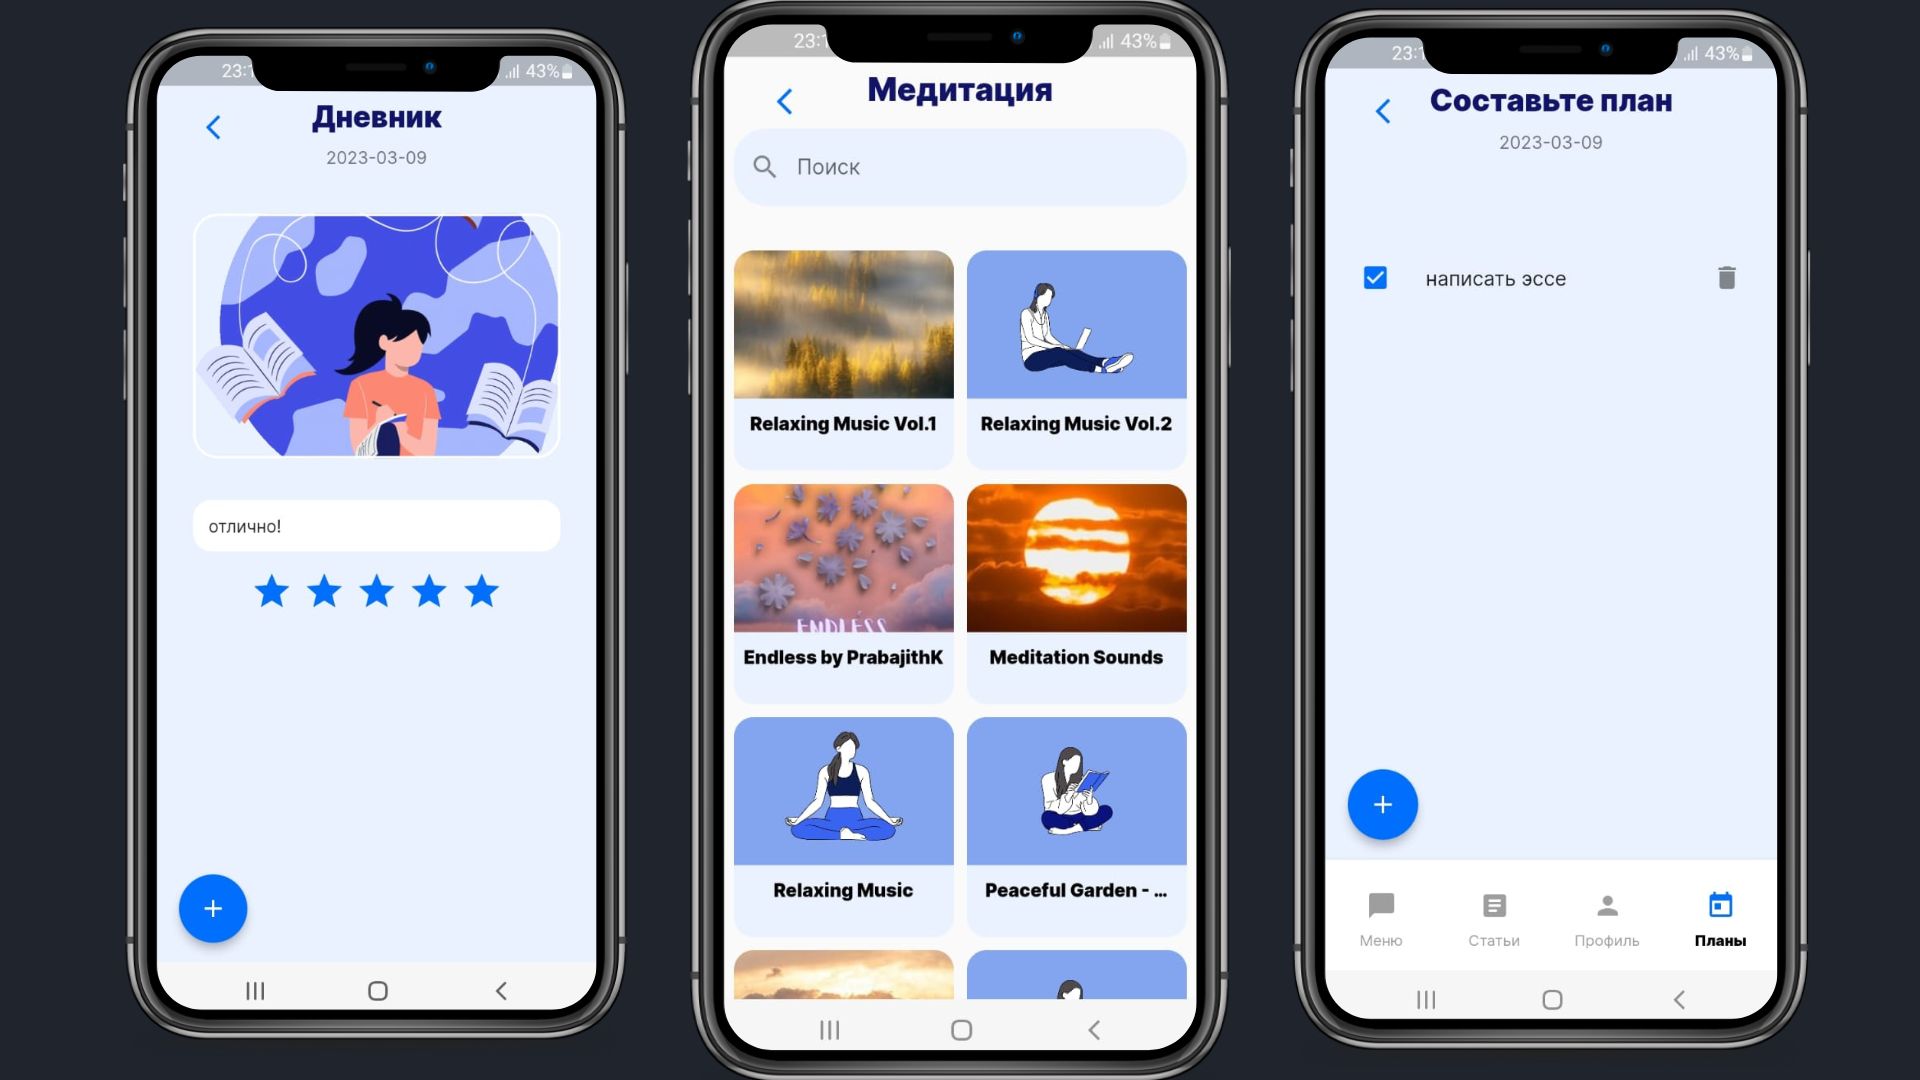 23:1
43%
Дневник
2023-03-09
отлично!
23:1
43%
Медитация
Поиск
Relaxing Music Vol.1
Relaxing Music Vol.2
ENDLESS
Endless by PrabajithK
Meditation Sounds
Relaxing Music
Peaceful Garden - ...
23:1
43%
Составьте план
2023-03-09
написать эссе
Меню
Статьи
Профиль
Планы